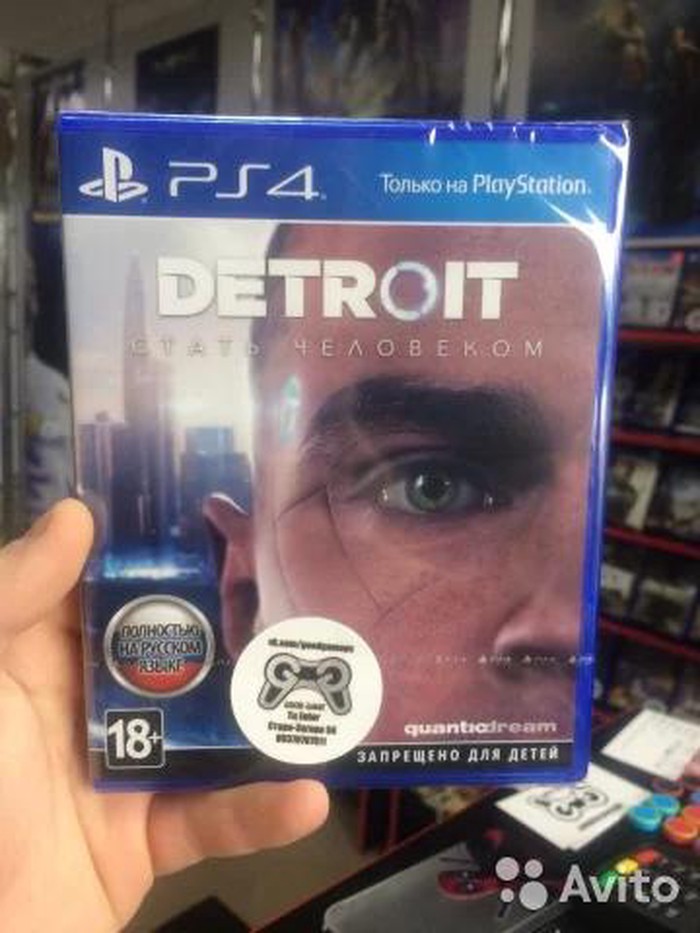 PS4
Только на PlayStation.
DETROIT
СТАТЬ ЧЕЛОВЕКОМ
ПОЛНОСТЬЮ
НА РУССКОМ
ЯЗЫКЕ
18+
quanticdream
ЗАПРЕЩЕНО ДЛЯ ДЕТЕЙ
Avito